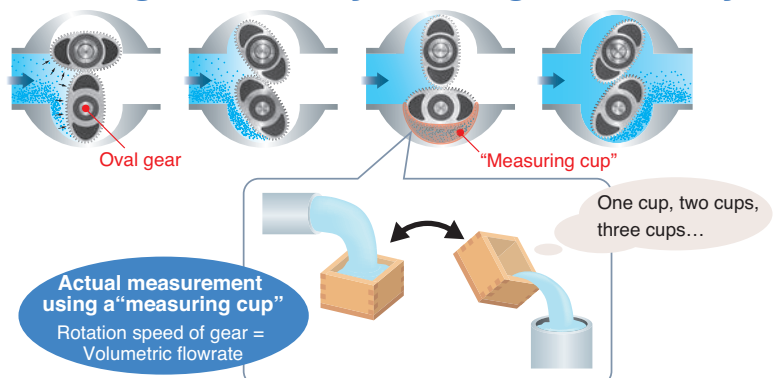 Oval gear
“Measuring cup”
One cup, two cups,
three cups…
Actual measurement
using a“measuring cup”
Rotation speed of gear =
Volumetric flowrate